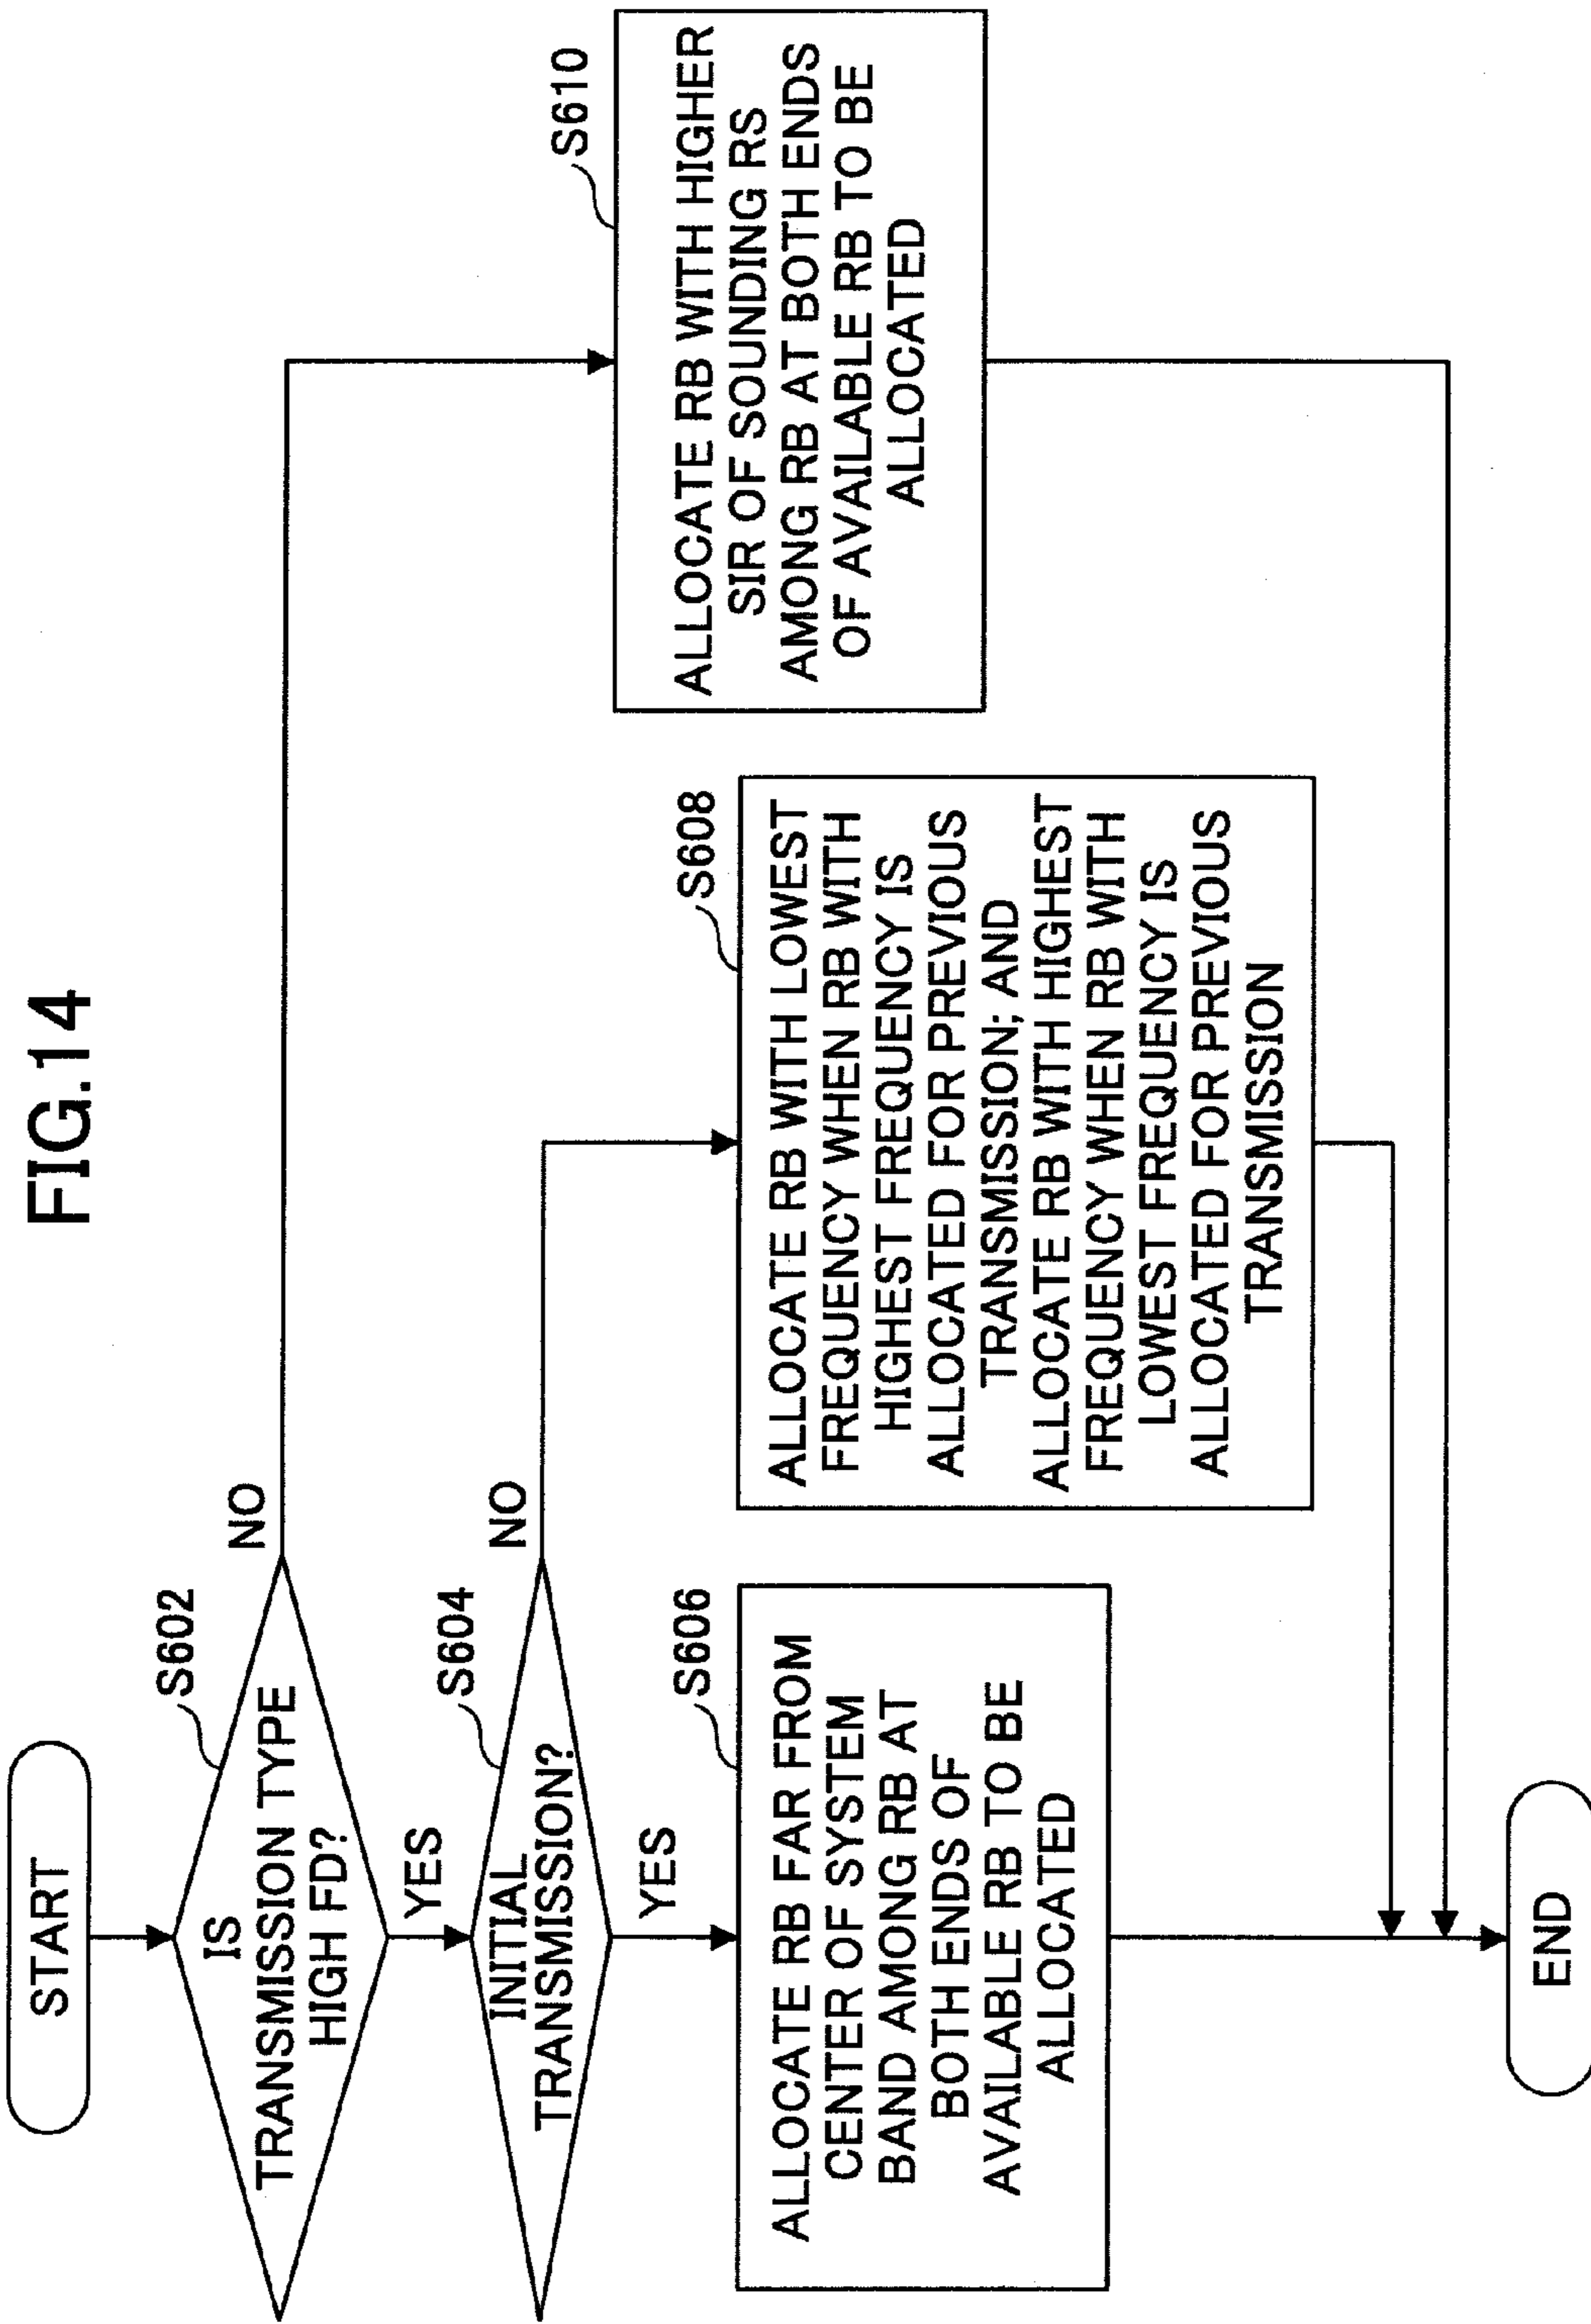 FIG.14
START
S602
IS
TRANSMISSION TYPE
HIGH FD?
NO
YES
S604
INITIAL
TRANSMISSION?
NO
YES
S606
ALLOCATE RB FAR FROM
CENTER OF SYSTEM
BAND AMONG RB AT
BOTH ENDS OF
AVAILABLE RB TO BE
ALLOCATED
S608
ALLOCATE RB WITH LOWEST
FREQUENCY WHEN RB WITH
HIGHEST FREQUENCY IS
ALLOCATED FOR PREVIOUS
TRANSMISSION; AND
ALLOCATE RB WITH HIGHEST
FREQUENCY WHEN RB WITH
LOWEST FREQUENCY IS
ALLOCATED FOR PREVIOUS
TRANSMISSION
S610
ALLOCATE RB WITH HIGHER
SIR OF SOUNDING RS
AMONG RB AT BOTH ENDS
OF AVAILABLE RB TO BE
ALLOCATED
END